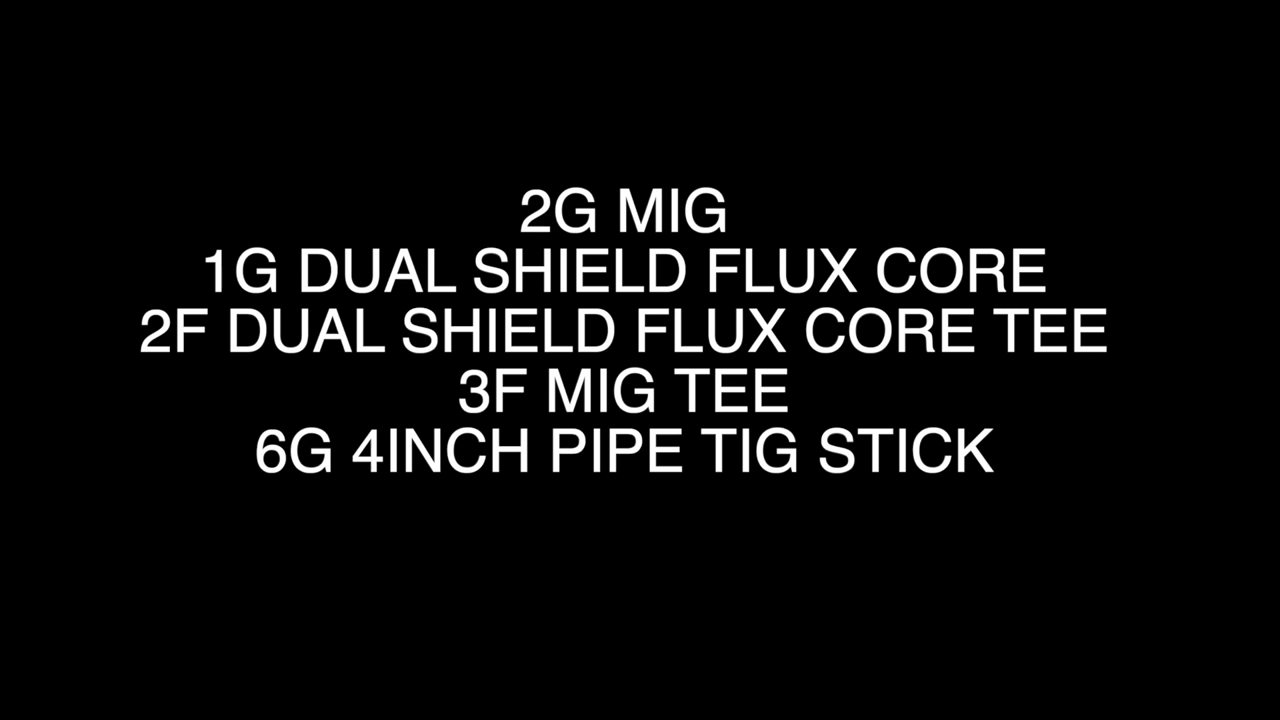 2G MIG
1G DUAL SHIELD FLUX CORE
2F DUAL SHIELD FLUX CORE TEE
3F MIG TEE
6G 4INCH PIPE TIG STICK